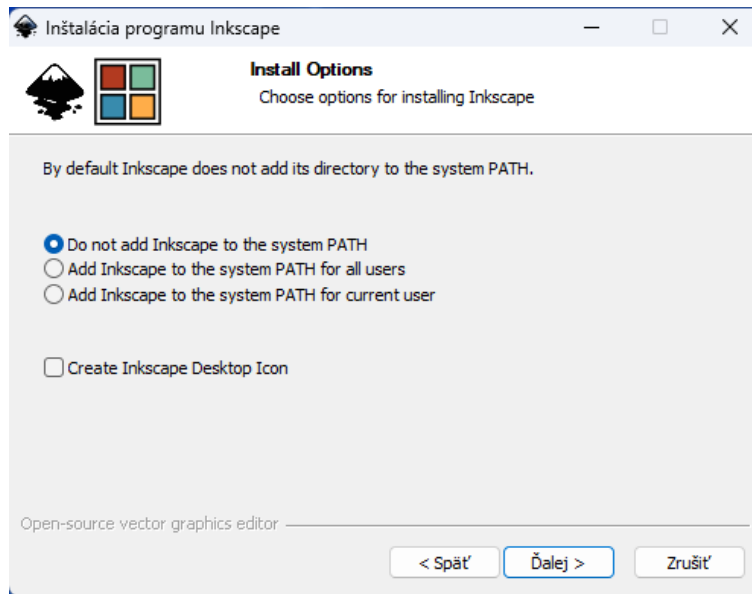 Inštalácia programu Inkscape
Install Options
Choose options for installing Inkscape
By default Inkscape does not add its directory to the system PATH.
Do not add Inkscape to the system PATH
Add Inkscape to the system PATH for all users
Add Inkscape to the system PATH for current user
Create Inkscape Desktop Icon
Open-source vector graphics editor
< Späť Ďalej > Zrušiť